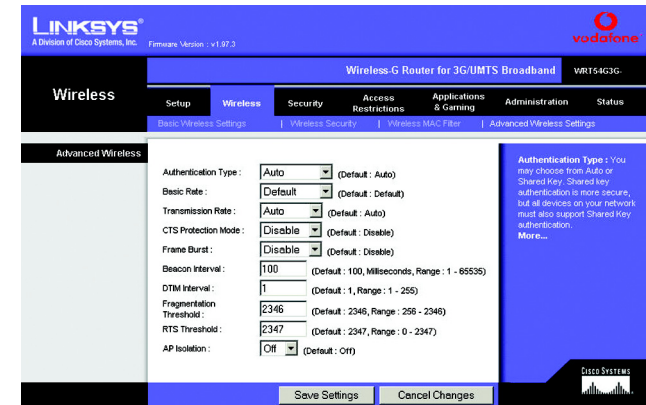 LINKSYS®
A Division of Cisco Systems, Inc.
Firmware Version : v1.97.3
vodafone
Wireless-G Router for 3G/UMTS Broadband WRT54G3G-
Wireless
Setup Wireless Security Access Restrictions Applications & Gaming Administration Status
Basic Wireless Settings | Wireless Security | Wireless MAC Filter | Advanced Wireless Settings
Advanced Wireless
Authentication Type : Auto (Default : Auto)
Basic Rate : Default (Default : Default)
Transmission Rate : Auto (Default : Auto)
CTS Protection Mode : Disable (Default : Disable)
Frame Burst : Disable (Default : Disable)
Beacon Interval : 100 (Default : 100, Milliseconds, Range : 1 - 65535)
DTIM Interval : 1 (Default : 1, Range : 1 - 255)
Fragmentation
Threshold : 2346 (Default : 2346, Range : 256 - 2346)
RTS Threshold : 2347 (Default : 2347, Range : 0 - 2347)
AP Isolation : Off (Default : Off)
Authentication Type : You
may choose from Auto or
Shared Key. Shared key
authentication is more secure,
but all devices on your network
must also support Shared Key
authentication.
More...
CISCO SYSTEMS
Save Settings Cancel Changes